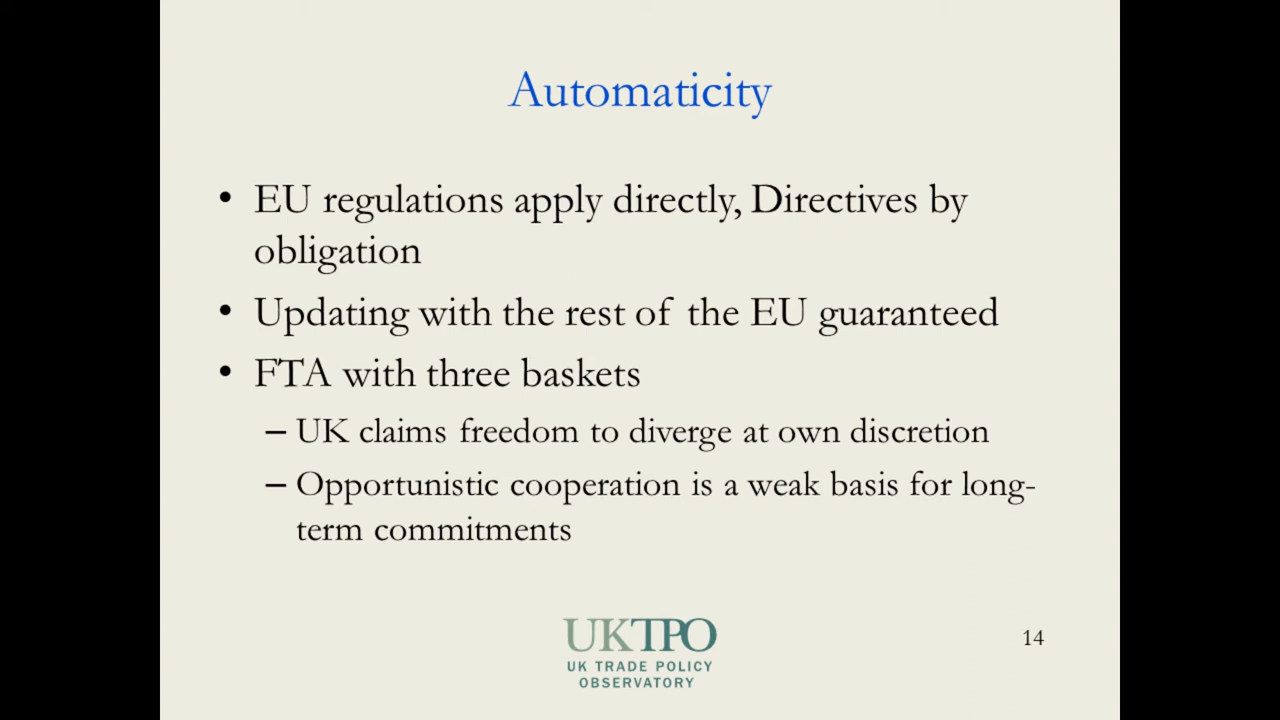 Automaticity
• EU regulations apply directly, Directives by
obligation
• Updating with the rest of the EU guaranteed
• FTA with three baskets
– UK claims freedom to diverge at own discretion
– Opportunistic cooperation is a weak basis for long-
term commitments
UKTPO
UK TRADE POLICY
OBSERVATORY
14